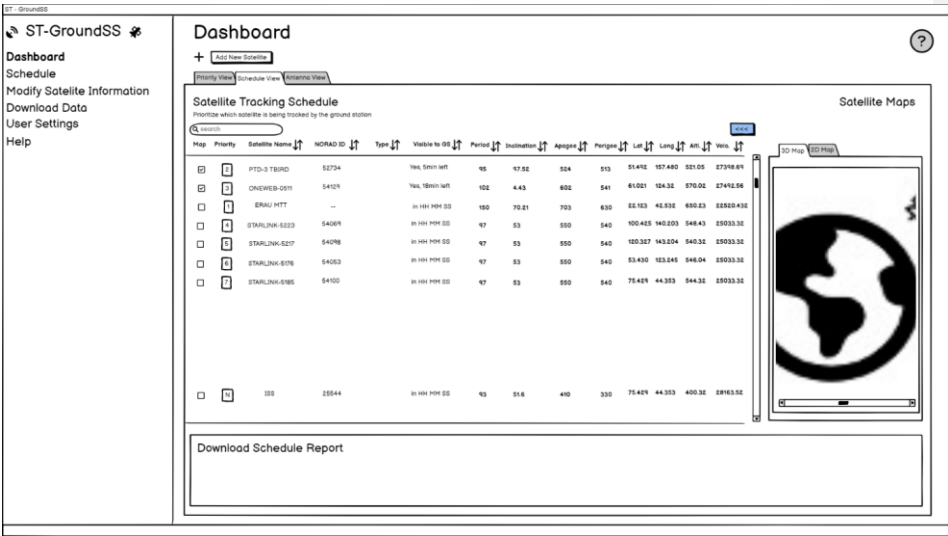 ST - GroundSS
ST-GroundSS
Dashboard
Schedule
Modify Satelite Information
Download Data
User Settings
Help
Dashboard
?
+ Add New Satellite
Priority View Schedule View Antenna View
Satellite Tracking Schedule
Satellite Maps
Prioritize which satellite is being tracked by the ground station
search
<<<
Map Priority Satellite Name NORAD ID Type Visible to GS Period Inclination Apogee Perigee Lat Long Alt. Velo.
3D Map 2D Map
2 PTD-3 TBIRD 52734 Yes, 5min left 95 97.52 524 513 51.492 157.480 521.05 27398.69
3 ONEWEB-0511 54129 Yes, 18min left 102 4.43 602 541 61.021 124.32 570.02 27492.56
1 ERAU MTT -- in HH MM SS 150 70.21 703 630 22.123 42.532 650.23 22520.432
4 STARLINK-5223 54069 in HH MM SS 97 53 550 540 100.425 140.203 548.43 25033.32
5 STARLINK-5217 54098 in HH MM SS 97 53 550 540 120.327 143.204 540.32 25033.32
6 STARLINK-5176 54053 in HH MM SS 97 53 550 540 53.430 123.245 546.04 25033.32
7 STARLINK-5185 54100 in HH MM SS 97 53 550 540 75.429 44.353 544.32 25033.32
N ISS 25544 in HH MM SS 93 51.6 410 330 75.429 44.353 400.32 28163.52
Download Schedule Report